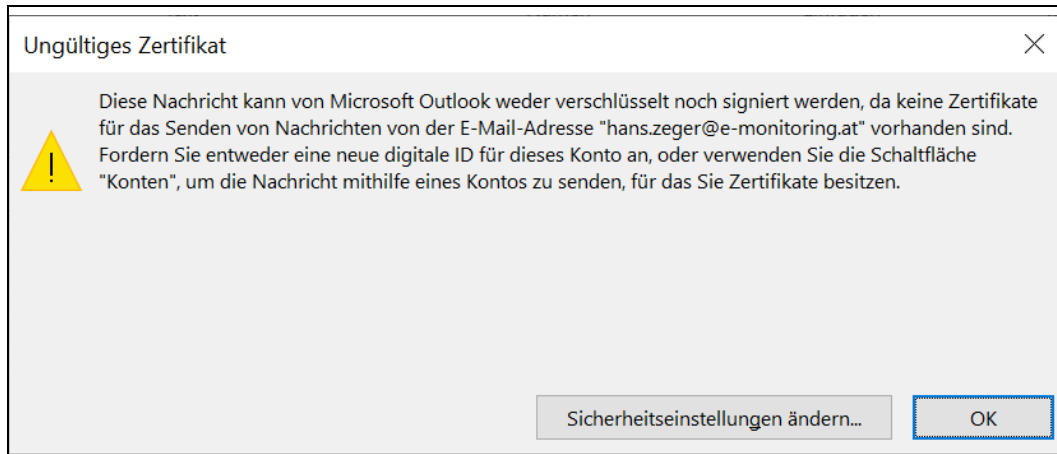 Ungültiges Zertifikat
Diese Nachricht kann von Microsoft Outlook weder verschlüsselt noch signiert werden, da keine Zertifikate
für das Senden von Nachrichten von der E-Mail-Adresse "hans.zeger@e-monitoring.at" vorhanden sind.
Fordern Sie entweder eine neue digitale ID für dieses Konto an, oder verwenden Sie die Schaltfläche
"Konten", um die Nachricht mithilfe eines Kontos zu senden, für das Sie Zertifikate besitzen.
Sicherheitseinstellungen ändern...
OK